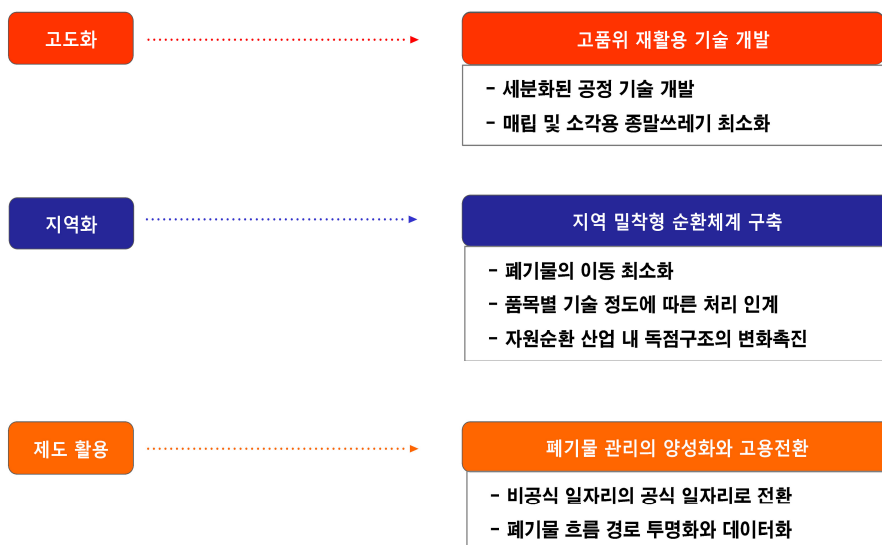 고도화
고품위 재활용 기술 개발
- 세분화된 공정 기술 개발
- 매립 및 소각용 종말쓰레기 최소화
지역화
지역 밀착형 순환체계 구축
- 폐기물의 이동 최소화
- 품목별 기술 정도에 따른 처리 인계
- 자원순환 산업 내 독점구조의 변화촉진
제도 활용
폐기물 관리의 양성화와 고용전환
- 비공식 일자리의 공식 일자리로 전환
- 폐기물 흐름 경로 투명화와 데이터화